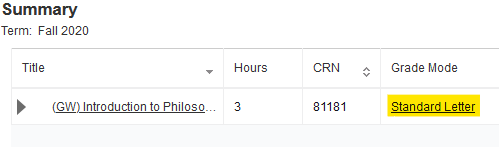 Summary
Term: Fall 2020
Title Hours CRN Grade Mode
(GW) Introduction to Philoso... 3 81181 Standard Letter